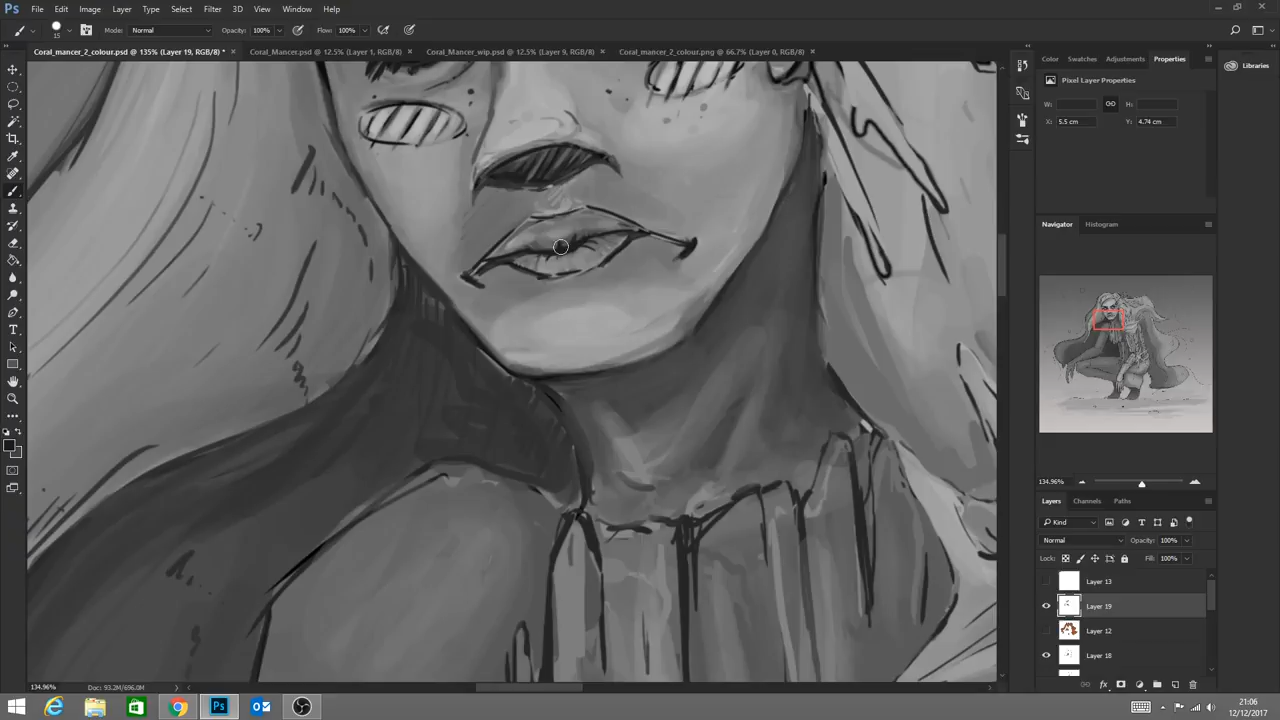 Ps File Edit Image Layer Type Select Filter 3D View Window Help
15 Mode: Normal Opacity: 100% Flow: 100%
Coral_mancer_2_colour.psd @ 135% (Layer 19, RGB/8) * × Coral_Mancer.psd @ 12.5% (Layer 1, RGB/8) × Coral_Mancer_wip.psd @ 12.5% (Layer 9, RGB/8) × Coral_mancer_2_colour.png @ 66.7% (Layer 0, RGB/8) ×
Color Swatches Adjustments Properties
Libraries
Pixel Layer Properties
W: H:
X: 5.5 cm Y: 4.74 cm
Navigator Histogram
134.96%
Layers Channels Paths
Kind
Normal Opacity: 100%
Lock: Fill: 100%
Layer 13
Layer 19
Layer 12
Layer 18
134.96% Doc: 93.2M/696.0M
21:06
12/12/2017